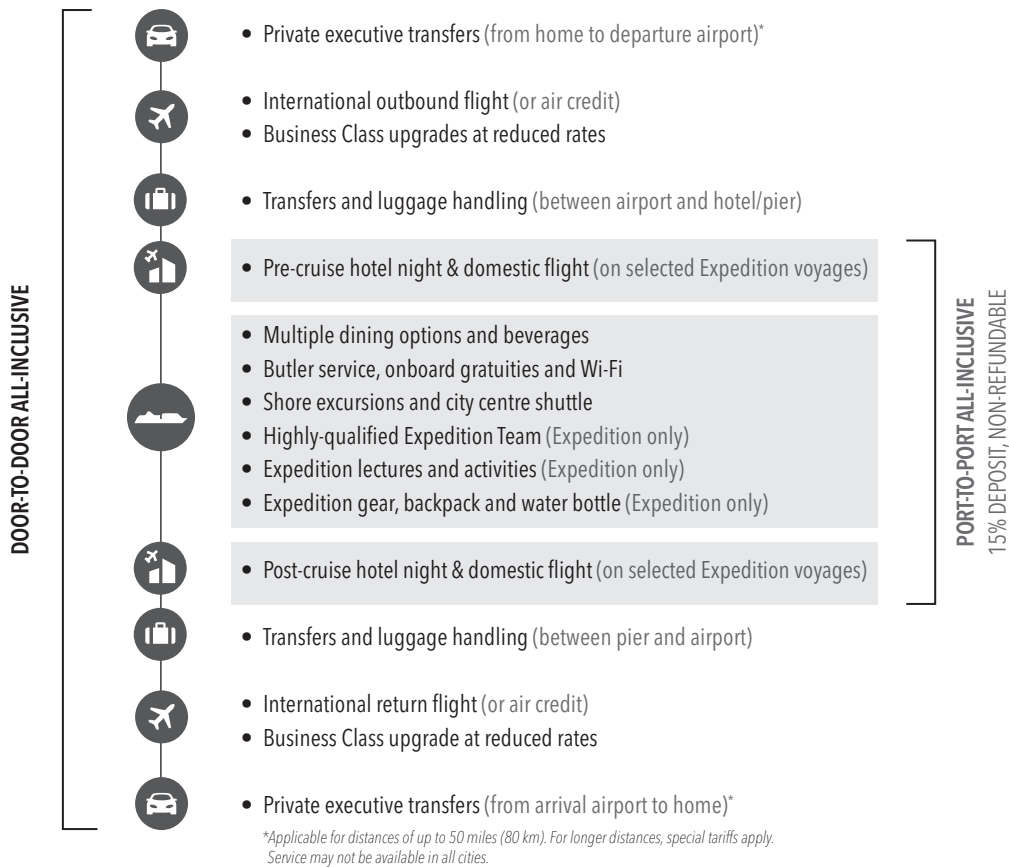 DOOR-TO-DOOR ALL-INCLUSIVE
• Private executive transfers (from home to departure airport)*
• International outbound flight (or air credit)
• Business Class upgrades at reduced rates
• Transfers and luggage handling (between airport and hotel/pier)
• Pre-cruise hotel night & domestic flight (on selected Expedition voyages)
• Multiple dining options and beverages
• Butler service, onboard gratuities and Wi-Fi
• Shore excursions and city centre shuttle
• Highly-qualified Expedition Team (Expedition only)
• Expedition lectures and activities (Expedition only)
• Expedition gear, backpack and water bottle (Expedition only)
• Post-cruise hotel night & domestic flight (on selected Expedition voyages)
• Transfers and luggage handling (between pier and airport)
• International return flight (or air credit)
• Business Class upgrade at reduced rates
• Private executive transfers (from arrival airport to home)*
*Applicable for distances of up to 50 miles (80 km). For longer distances, special tariffs apply.
Service may not be available in all cities.
PORT-TO-PORT ALL-INCLUSIVE
15% DEPOSIT, NON-REFUNDABLE